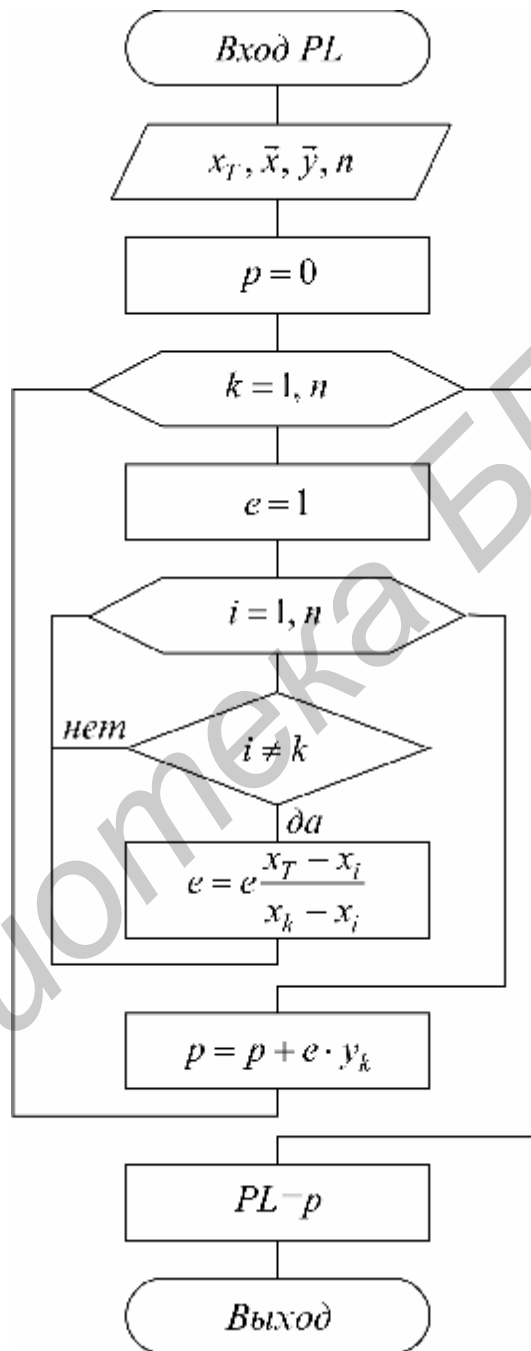 Вход PL
x_T, x⃗, y⃗, n
p = 0
k = 1, n
e = 1
i = 1, n
нет
i ≠ k
да
e = e (x_T − x_i) / (x_k − x_i)
p = p + e · y_k
PL = p
Выход